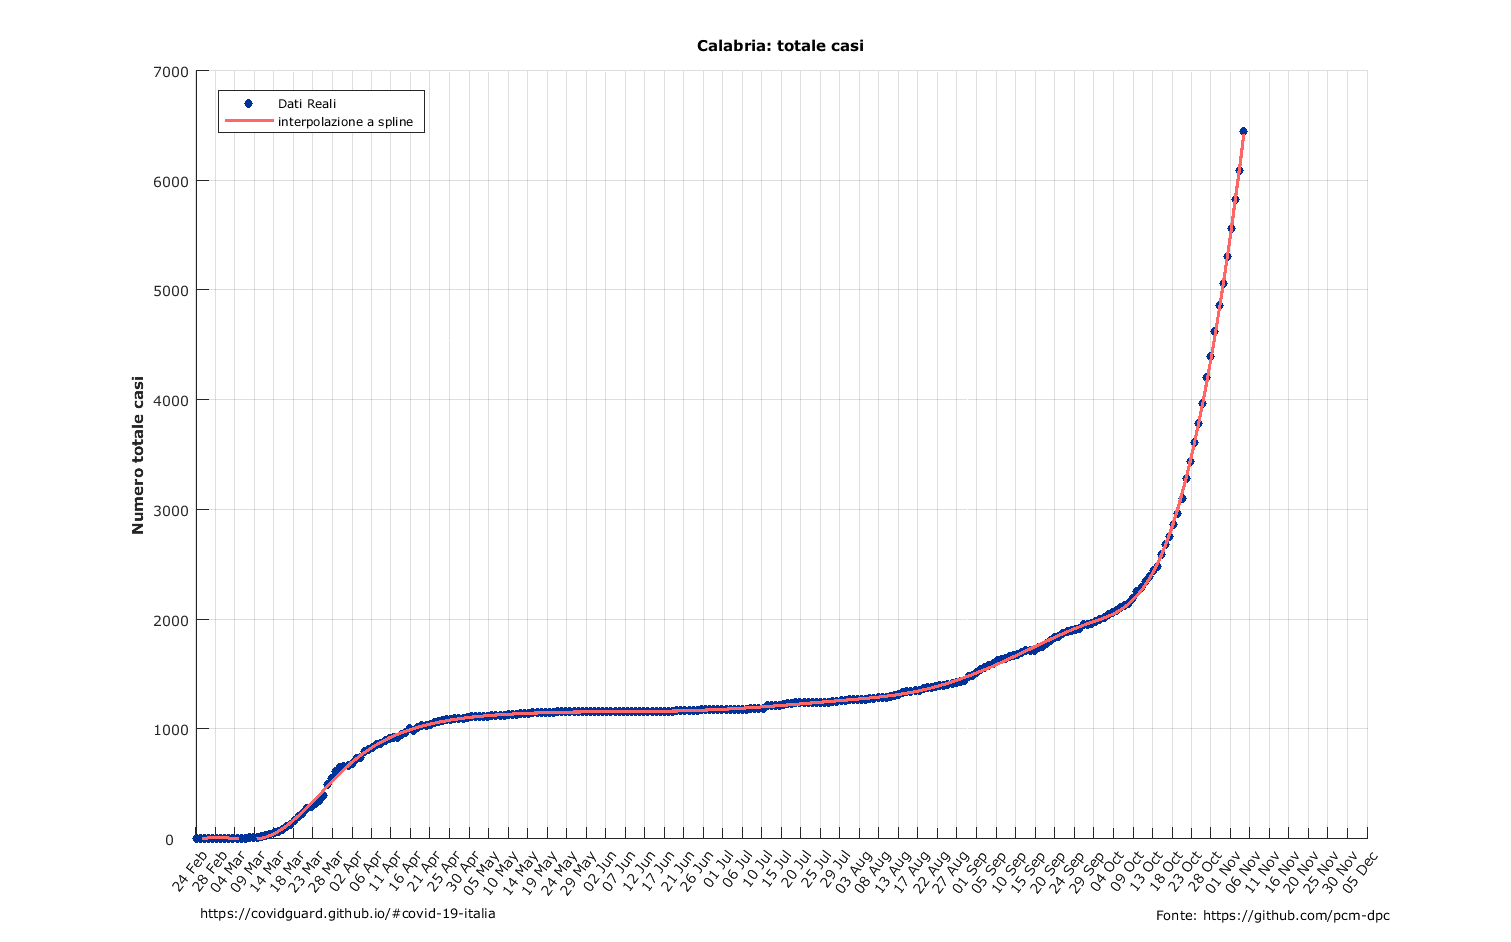 Calabria: totale casi
7000
6000
5000
4000
3000
2000
1000
0
Numero totale casi
Dati Reali
interpolazione a spline
24 Feb
28 Feb
04 Mar
09 Mar
14 Mar
18 Mar
23 Mar
28 Mar
02 Apr
06 Apr
11 Apr
16 Apr
21 Apr
25 Apr
30 Apr
05 May
10 May
14 May
19 May
24 May
29 May
02 Jun
07 Jun
12 Jun
17 Jun
21 Jun
26 Jun
01 Jul
06 Jul
10 Jul
15 Jul
20 Jul
25 Jul
29 Jul
03 Aug
08 Aug
13 Aug
17 Aug
22 Aug
27 Aug
01 Sep
05 Sep
10 Sep
15 Sep
20 Sep
24 Sep
29 Sep
04 Oct
09 Oct
13 Oct
18 Oct
23 Oct
28 Oct
01 Nov
06 Nov
11 Nov
16 Nov
20 Nov
25 Nov
30 Nov
05 Dec
https://covidguard.github.io/#covid-19-italia
Fonte: https://github.com/pcm-dpc